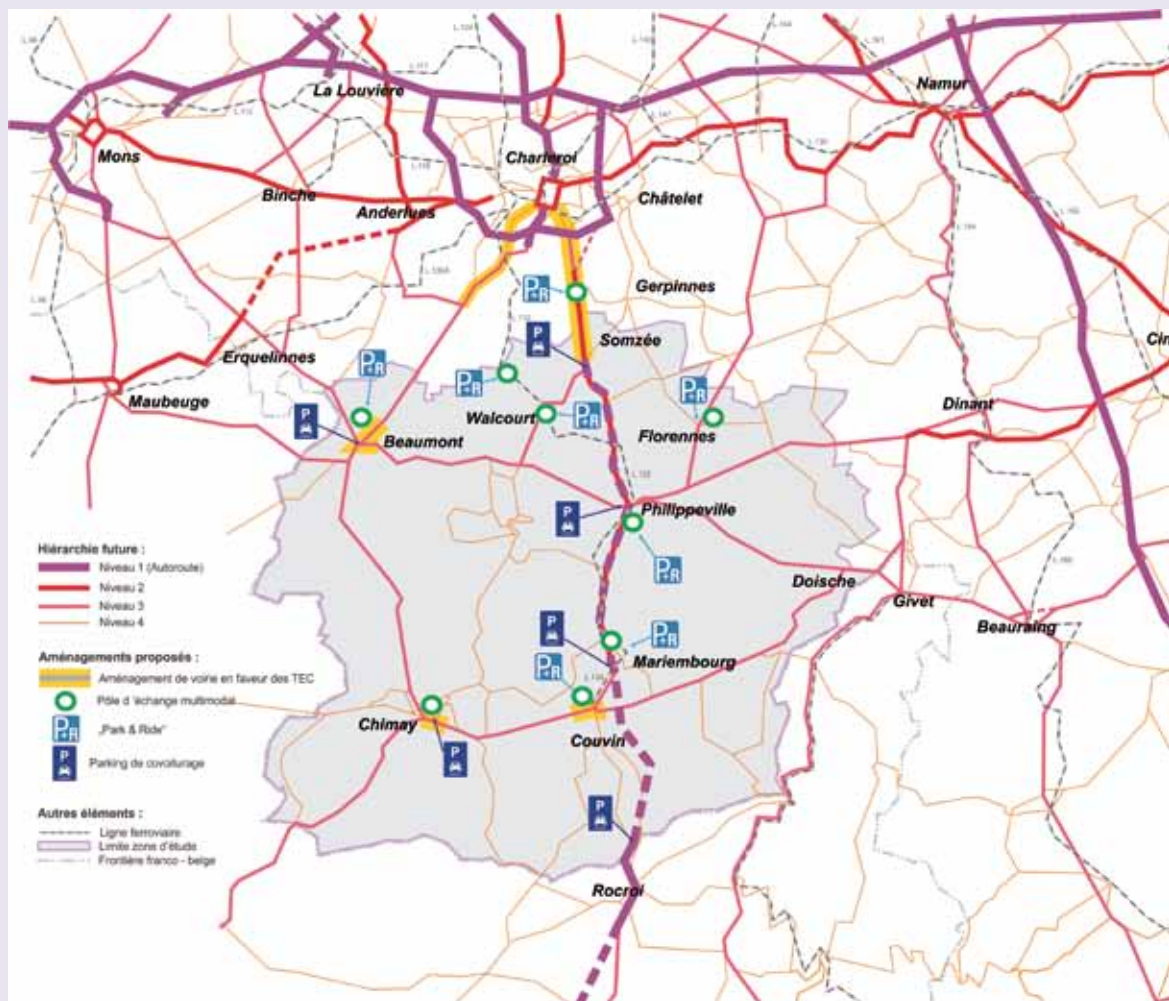 La Louvière
Namur
Mons
Charleroi
Binche
Châtelet
Anderlues
Gerpinnes
P+R
Somzée
P
Erquelinnes
P+R
P+R
P+R
P+R
Maubeuge
Walcourt
Dinant
P
Beaumont
Florennes
Philippeville
P
P+R
Doische
Givet
Beauraing
P
P+R
Mariembourg
P+R
Chimay
Couvin
P
P
Rocroi
Hiérarchie future :
Niveau 1 (Autoroute)
Niveau 2
Niveau 3
Niveau 4
Aménagements proposés :
Aménagement de voirie en faveur des TEC
Pôle d 'échange multimodal
P+R „Park & Ride“
P Parking de covoiturage
Autres éléments :
Ligne ferroviaire
Limite zone d'étude
Frontière franco - belge